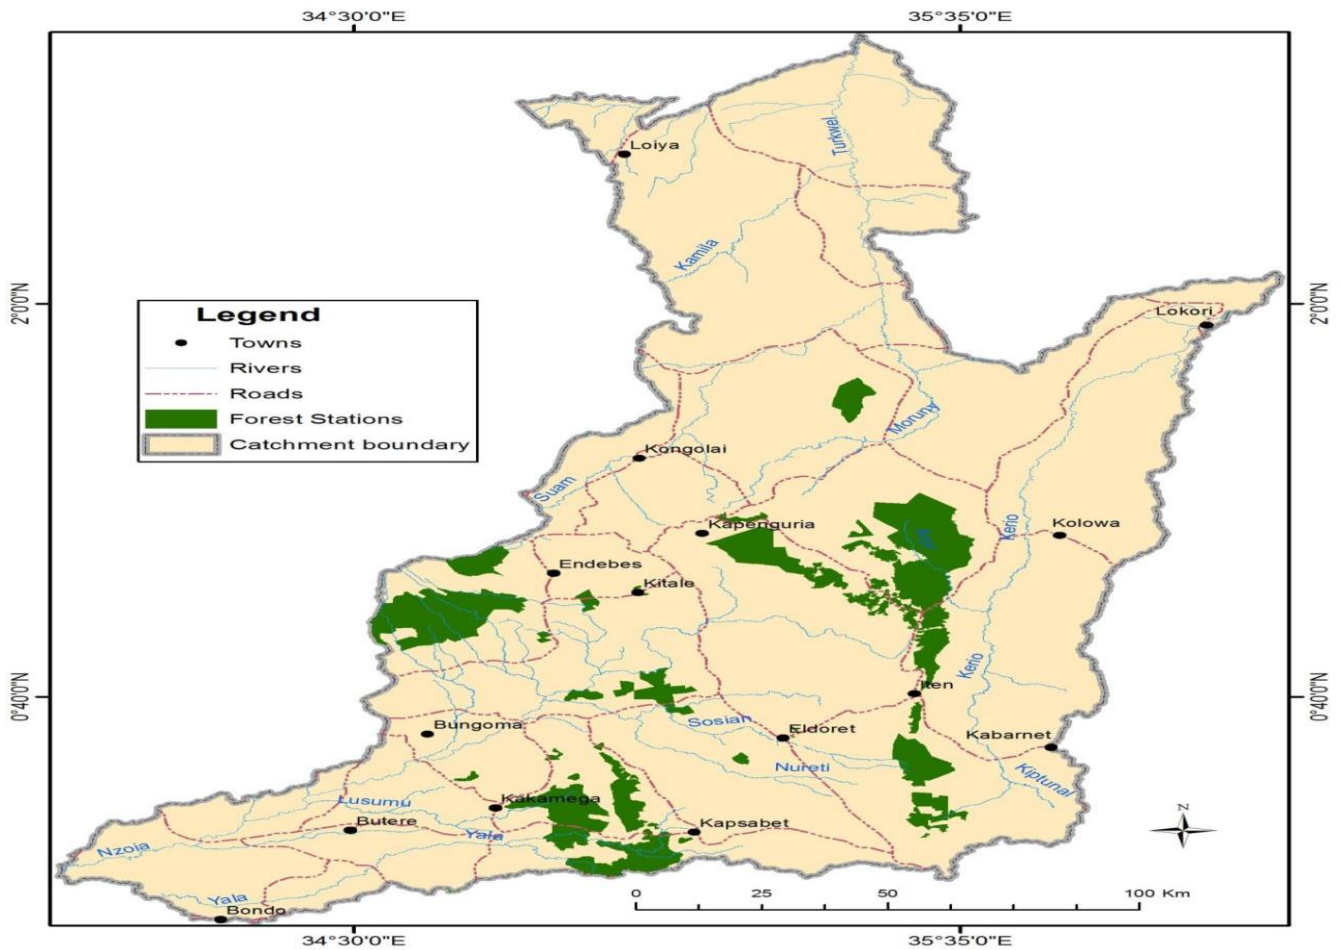 34°30'0"E 35°35'0"E
Turkwel
Loiya
Kamila
2°0'0"N 2°0'0"N
Lokori
Legend
Towns
Rivers
Roads
Forest Stations
Catchment boundary
Moruny
Kongolai
Suam
Kapenguria
Kerio
Kolowa
Endebes
Kitale
Kerio
Iten
0°40'0"N 0°40'0"N
Sosian
Bungoma
Eldoret
Kabarnet
Nureti
Kiptunal
Lusumu
Kakamega
Butere
Yala
Kapsabet
N
Nzoia
Yala
Bondo
0 25 50 100 Km
34°30'0"E 35°35'0"E